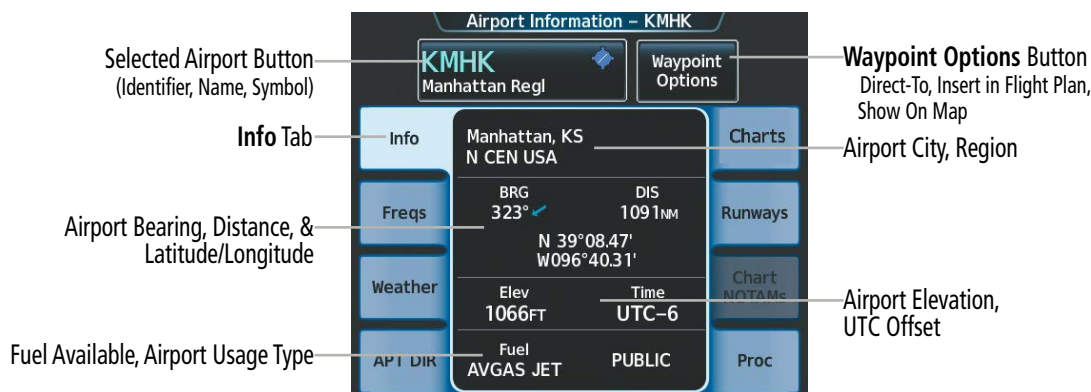 Airport Information – KMHK
Selected Airport Button
(Identifier, Name, Symbol)
KMHK
Manhattan Regl
Waypoint
Options
Waypoint Options Button
Direct-To, Insert in Flight Plan,
Show On Map
Info Tab
Info
Manhattan, KS
N CEN USA
Charts
Airport City, Region
Airport Bearing, Distance, &
Latitude/Longitude
Freqs
BRG
323°
DIS
1091NM
N 39°08.47'
W096°40.31'
Runways
Weather
Elev
1066FT
Time
UTC–6
Chart
NOTAMs
Airport Elevation,
UTC Offset
Fuel Available, Airport Usage Type
APT DIR
Fuel
AVGAS JET
PUBLIC
Proc